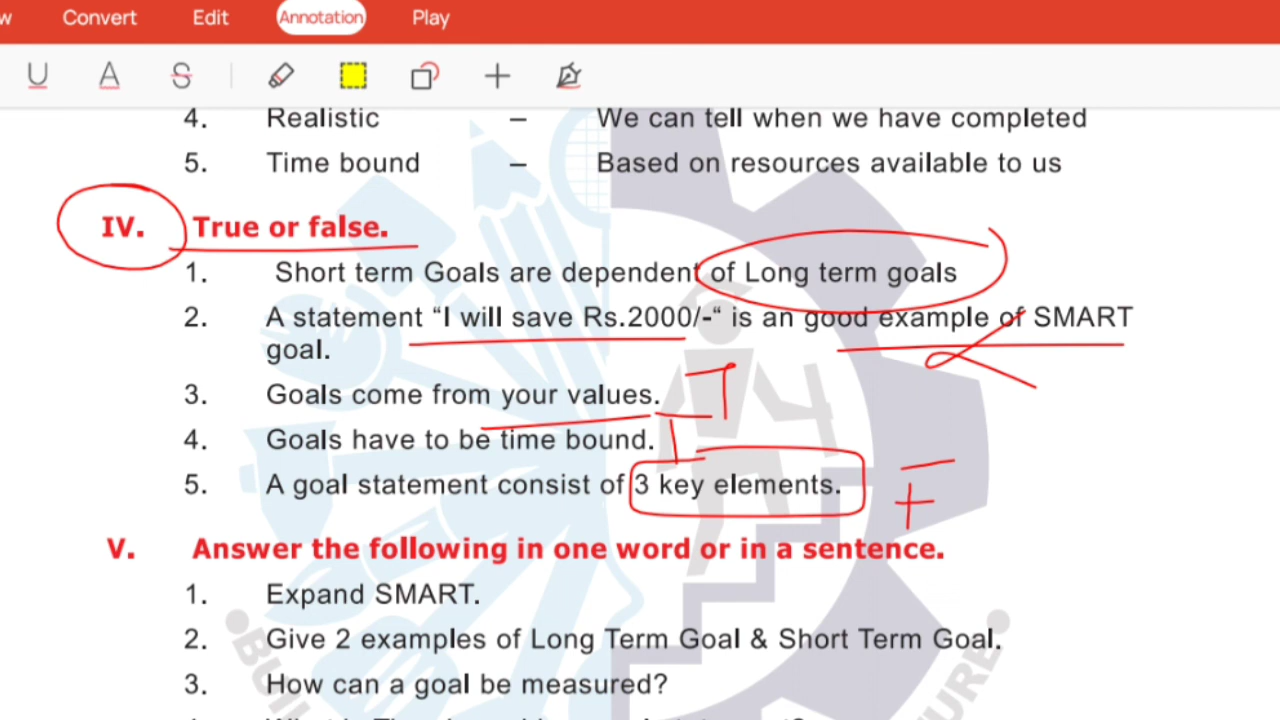 Convert Edit Annotation Play
4. Realistic – We can tell when we have completed
5. Time bound – Based on resources available to us
IV. True or false.
1. Short term Goals are dependent of Long term goals
2. A statement “I will save Rs.2000/-“ is an good example of SMART
goal.
3. Goals come from your values. T
4. Goals have to be time bound.
5. A goal statement consist of 3 key elements. F
V. Answer the following in one word or in a sentence.
1. Expand SMART.
2. Give 2 examples of Long Term Goal & Short Term Goal.
3. How can a goal be measured?